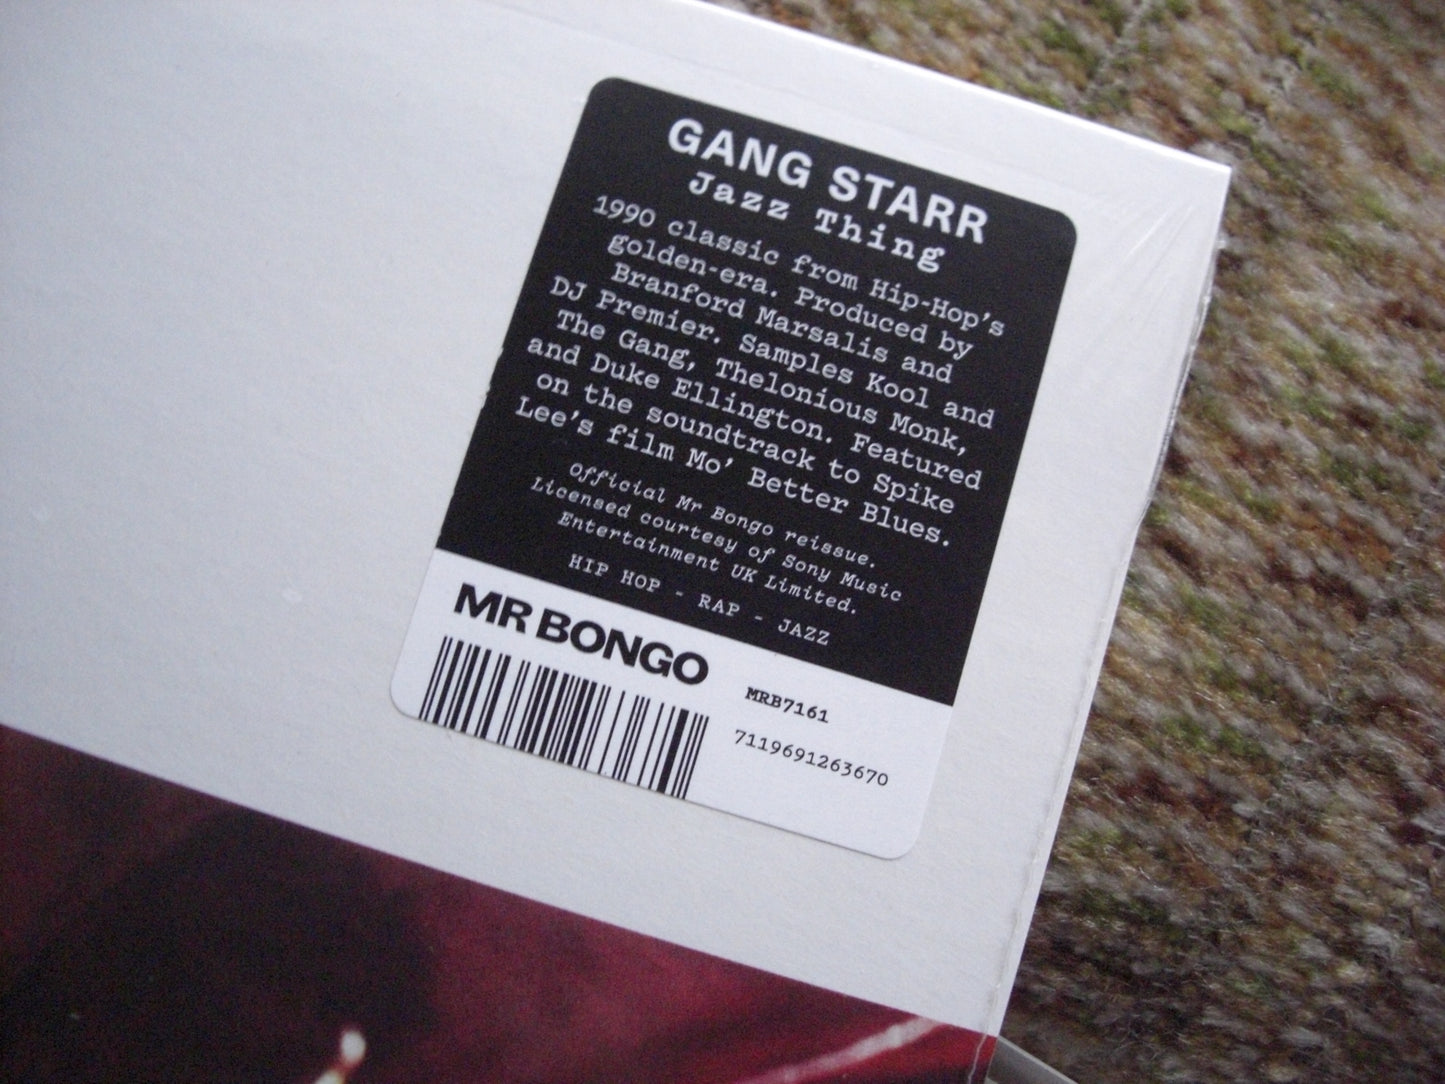 GANG STARR
Jazz Thing
1990 classic from Hip-Hop's
golden-era. Produced by
Branford Marsalis and
DJ Premier. Samples Kool and
The Gang, Thelonious Monk,
and Duke Ellington. Featured
on the soundtrack to Spike
Lee's film Mo' Better Blues.
Official Mr Bongo reissue.
Licensed courtesy of Sony Music
Entertainment UK Limited.
HIP HOP - RAP - JAZZ
MR BONGO
MRB7161
7119691263670